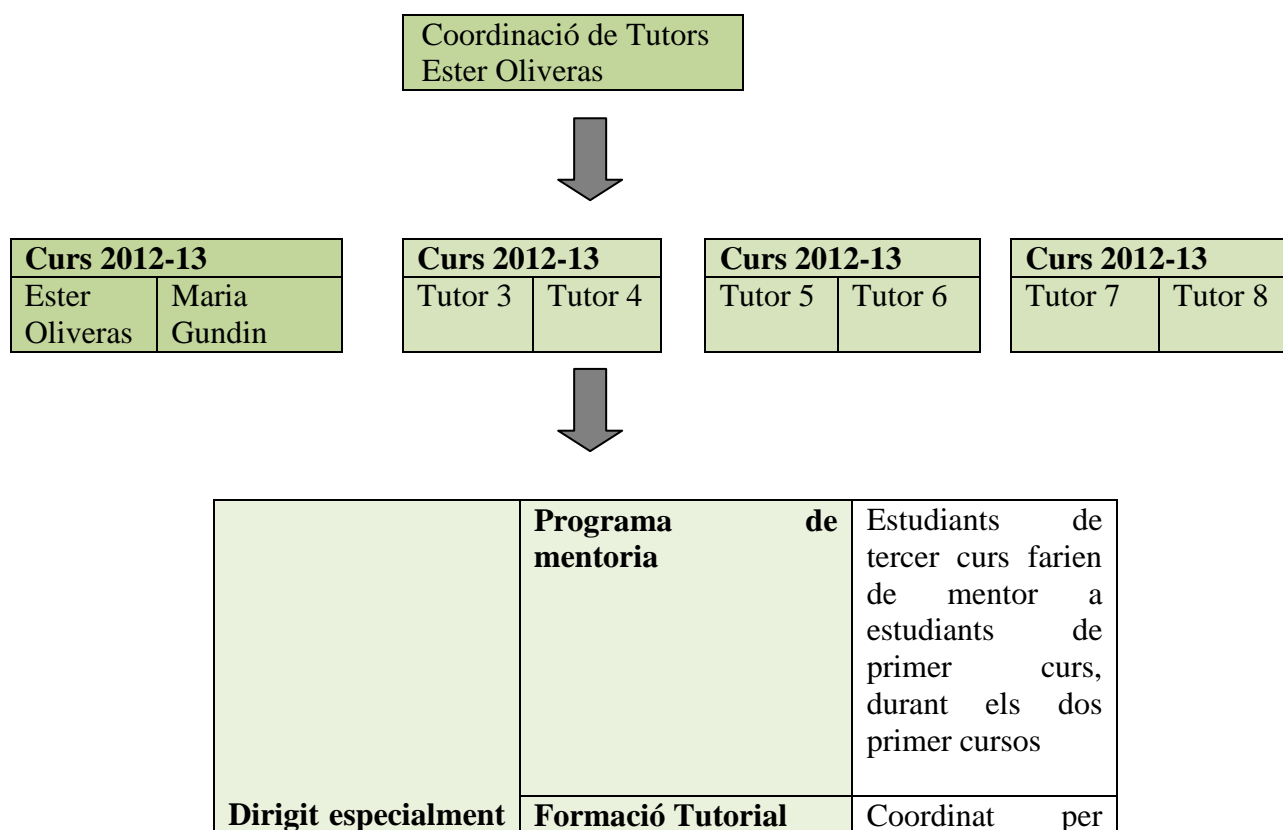 Coordinació de Tutors
Ester Oliveras
Curs 2012-13
Ester Maria
Oliveras Gundin
Curs 2012-13
Tutor 3 Tutor 4
Curs 2012-13
Tutor 5 Tutor 6
Curs 2012-13
Tutor 7 Tutor 8
Programa de
mentoria
Estudiants de
tercer curs farien
de mentor a
estudiants de
primer curs,
durant els dos
primer cursos
Dirigit especialment
Formació Tutorial
Coordinat per